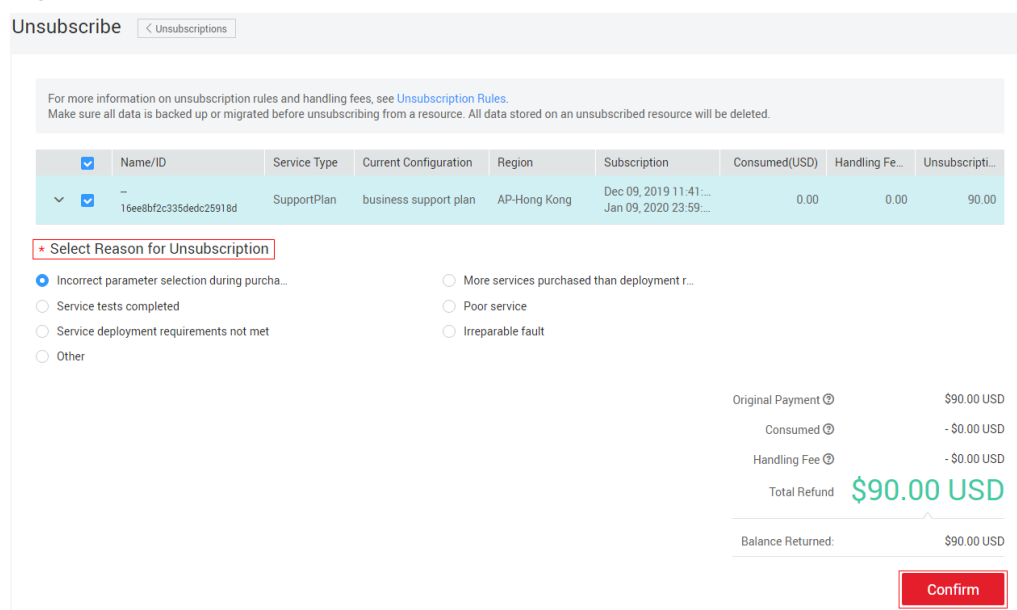 Unsubscribe < Unsubscriptions
For more information on unsubscription rules and handling fees, see Unsubscription Rules.
Make sure all data is backed up or migrated before unsubscribing from a resource. All data stored on an unsubscribed resource will be deleted.
Name/ID Service Type Current Configuration Region Subscription Consumed(USD) Handling Fe... Unsubscripti...
-- Dec 09, 2019 11:41:...
16ee8bf2c335dedc25918d SupportPlan business support plan AP-Hong Kong Jan 09, 2020 23:59:... 0.00 0.00 90.00
* Select Reason for Unsubscription
Incorrect parameter selection during purcha... More services purchased than deployment r...
Service tests completed Poor service
Service deployment requirements not met Irreparable fault
Other
Original Payment ? $90.00 USD
Consumed ? - $0.00 USD
Handling Fee ? - $0.00 USD
Total Refund $90.00 USD
Balance Returned: $90.00 USD
Confirm